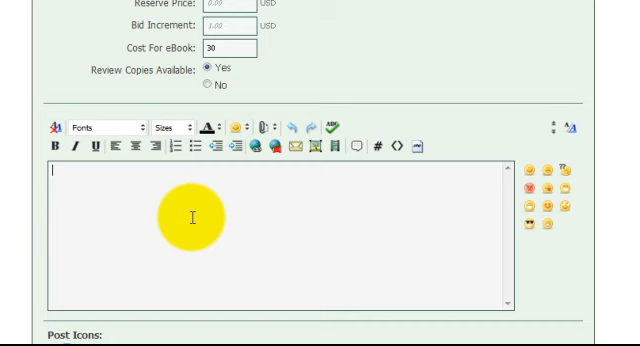 Reserve Price: 0.00 USD
Bid Increment: 1.00 USD
Cost For eBook: 30
Review Copies Available: Yes
No
Fonts Sizes A ABC A/A
B I U # <>
??
Post Icons: